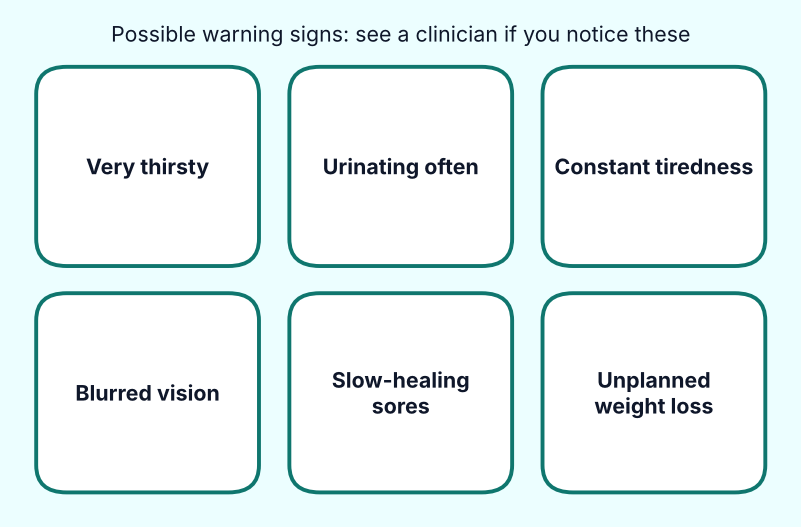 Possible warning signs: see a clinician if you notice these
Very thirsty
Urinating often
Constant tiredness
Blurred vision
Slow-healing
sores
Unplanned
weight loss